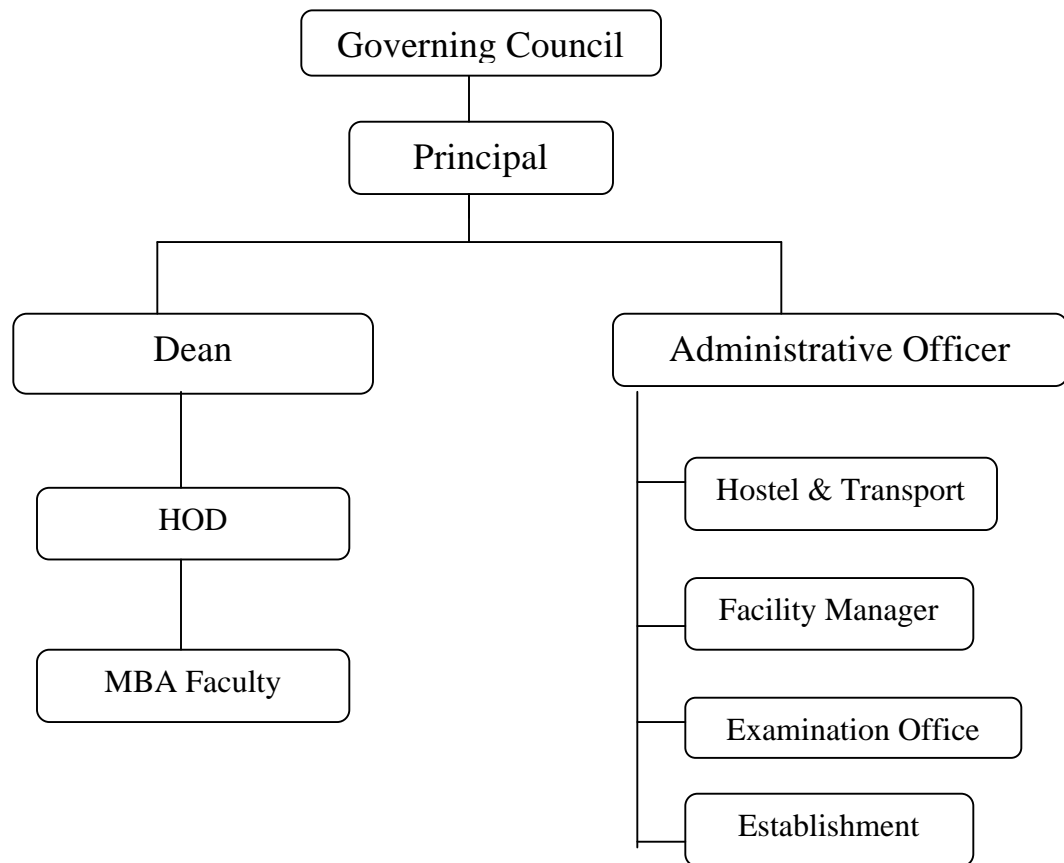 Governing Council
Principal
Dean
Administrative Officer
Hostel & Transport
HOD
Facility Manager
MBA Faculty
Examination Office
Establishment